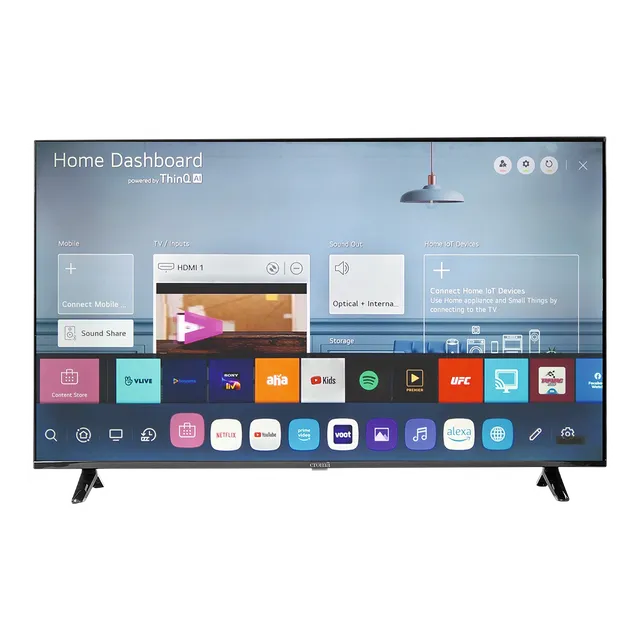 Home Dashboard
powered by ThinQ AI
Mobile
TV / Inputs
Sound Out
Home IoT Devices
HDMI 1
Connect Mobile ...
Optical + Interna...
Connect Home IoT Devices
Use Home appliance and Small Things by
connecting to the TV
Sound Share
Storage
Content Store
VLIVE
SONY
liv
aha
Kids
PREMIER
UFC
NETFLIX
YouTube
prime
video
voot
alexa
croma